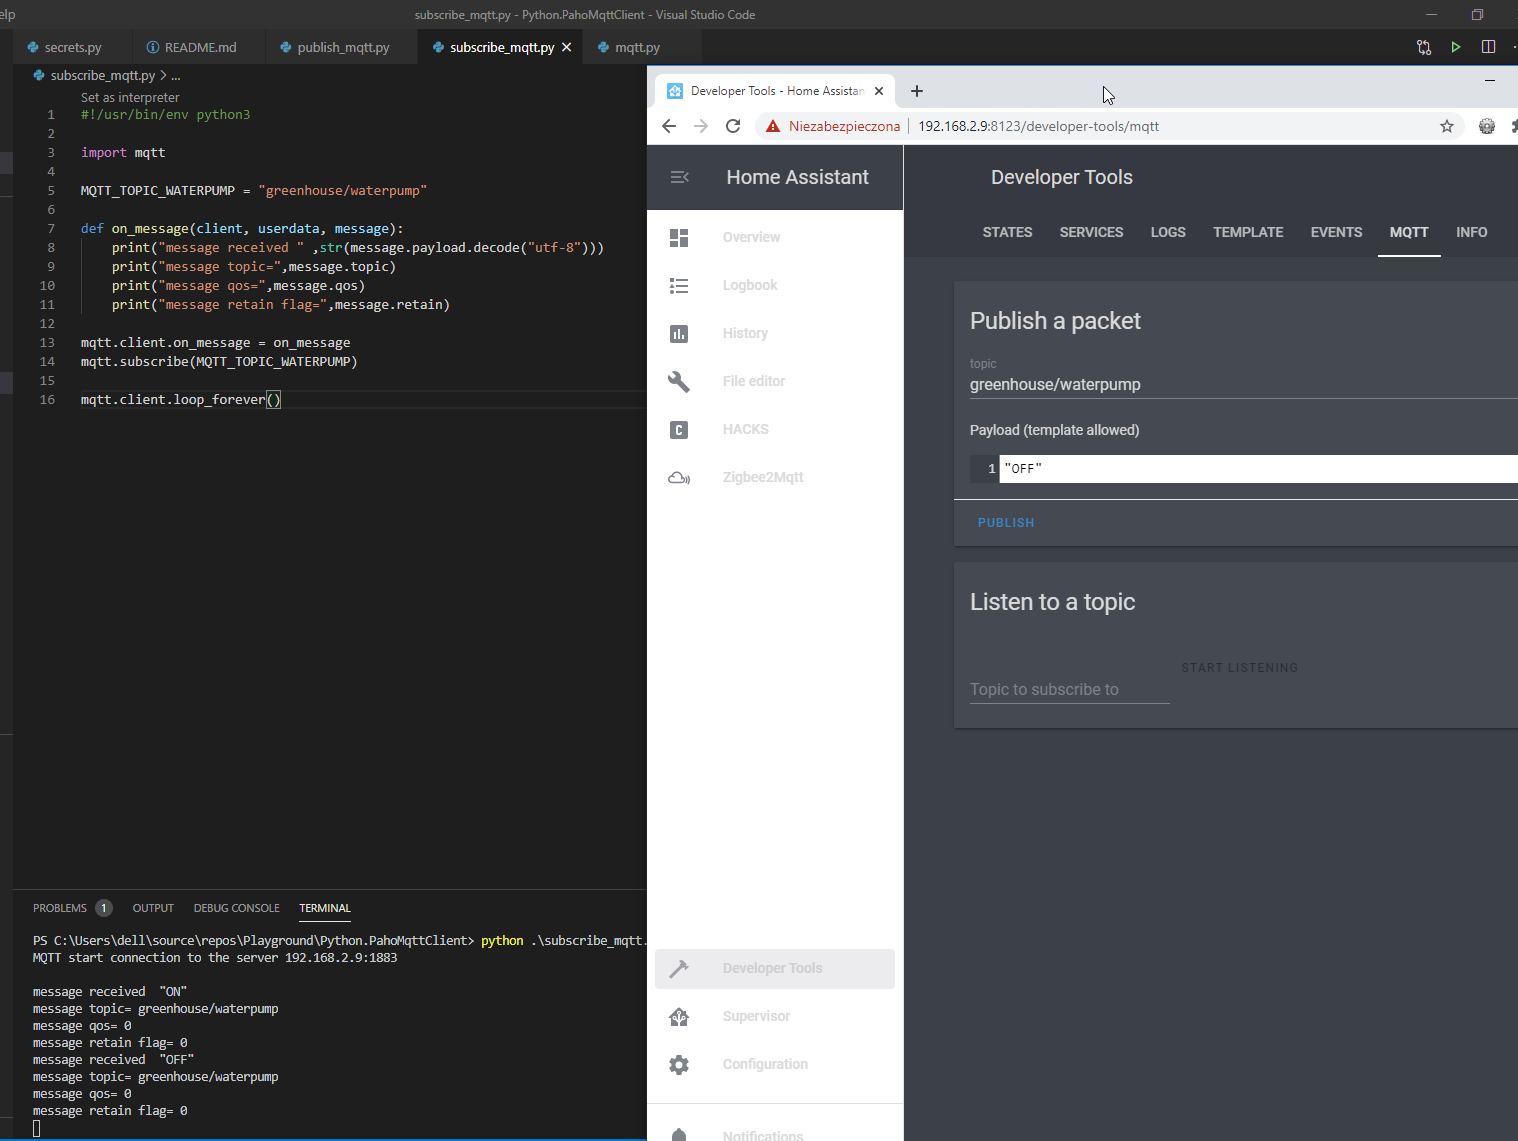 elp
subscribe_mqtt.py - Python.PahoMqttClient - Visual Studio Code
secrets.py
README.md
publish_mqtt.py
subscribe_mqtt.py
mqtt.py
subscribe_mqtt.py > ...
Set as interpreter
1 #!/usr/bin/env python3
2
3 import mqtt
4
5 MQTT_TOPIC_WATERPUMP = "greenhouse/waterpump"
6
7 def on_message(client, userdata, message):
8 print("message received " ,str(message.payload.decode("utf-8")))
9 print("message topic=",message.topic)
10 print("message qos=",message.qos)
11 print("message retain flag=",message.retain)
12
13 mqtt.client.on_message = on_message
14 mqtt.subscribe(MQTT_TOPIC_WATERPUMP)
15
16 mqtt.client.loop_forever()
PROBLEMS 1 OUTPUT DEBUG CONSOLE TERMINAL
PS C:\Users\dell\source\repos\Playground\Python.PahoMqttClient> python .\subscribe_mqtt.
MQTT start connection to the server 192.168.2.9:1883
message received  "ON"
message topic= greenhouse/waterpump
message qos= 0
message retain flag= 0
message received  "OFF"
message topic= greenhouse/waterpump
message qos= 0
message retain flag= 0
Developer Tools - Home Assistan
Niezabezpieczona 192.168.2.9:8123/developer-tools/mqtt
Home Assistant
Overview
Logbook
History
File editor
C HACKS
Zigbee2Mqtt
Developer Tools
Supervisor
Configuration
Notifications
Developer Tools
STATES SERVICES LOGS TEMPLATE EVENTS MQTT INFO
Publish a packet
topic
greenhouse/waterpump
Payload (template allowed)
1 "OFF"
PUBLISH
Listen to a topic
START LISTENING
Topic to subscribe to